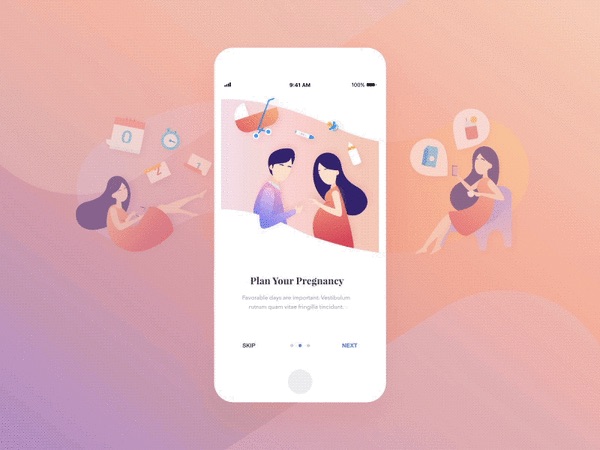 9:41 AM
100%
0
Plan Your Pregnancy
Favorable days are important. Vestibulum
rutrum quam vitae fringilla tincidunt.
SKIP
NEXT